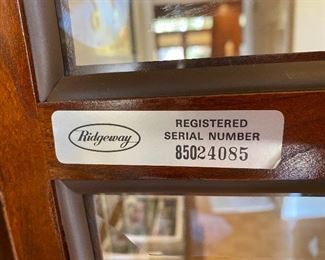 Ridgeway
REGISTERED
SERIAL NUMBER
85024085